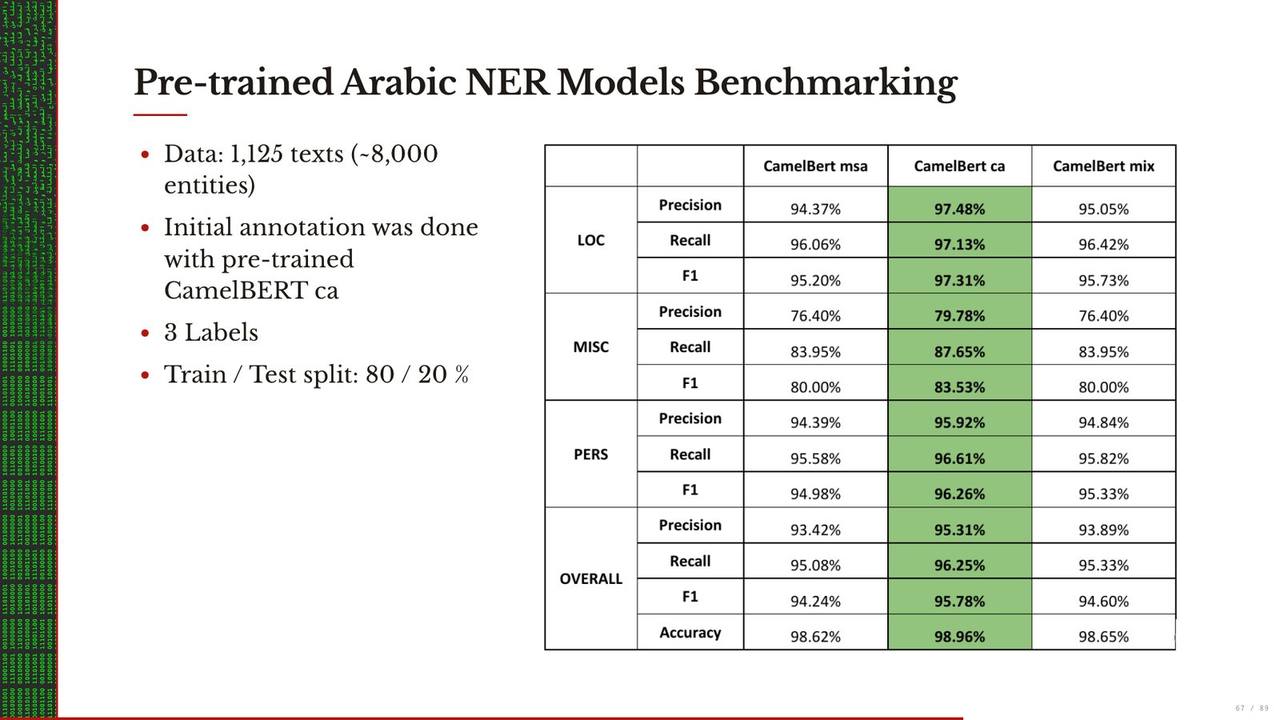 Pre-trained Arabic NER Models Benchmarking
• Data: 1,125 texts (~8,000
entities)
• Initial annotation was done
with pre-trained
CamelBERT ca
• 3 Labels
• Train / Test split: 80 / 20 %
CamelBert msa CamelBert ca CamelBert mix
LOC
Precision 94.37% 97.48% 95.05%
Recall 96.06% 97.13% 96.42%
F1 95.20% 97.31% 95.73%
MISC
Precision 76.40% 79.78% 76.40%
Recall 83.95% 87.65% 83.95%
F1 80.00% 83.53% 80.00%
PERS
Precision 94.39% 95.92% 94.84%
Recall 95.58% 96.61% 95.82%
F1 94.98% 96.26% 95.33%
OVERALL
Precision 93.42% 95.31% 93.89%
Recall 95.08% 96.25% 95.33%
F1 94.24% 95.78% 94.60%
Accuracy 98.62% 98.96% 98.65%
67 / 89